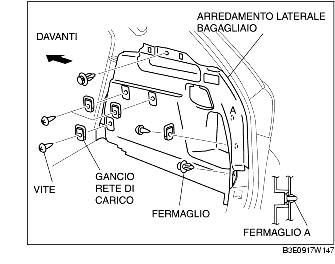 ARREDAMENTO LATERALE
BAGAGLIAIO
DAVANTI
A
VITE
GANCIO
RETE DI
CARICO
FERMAGLIO
FERMAGLIO A
B3E0917W147